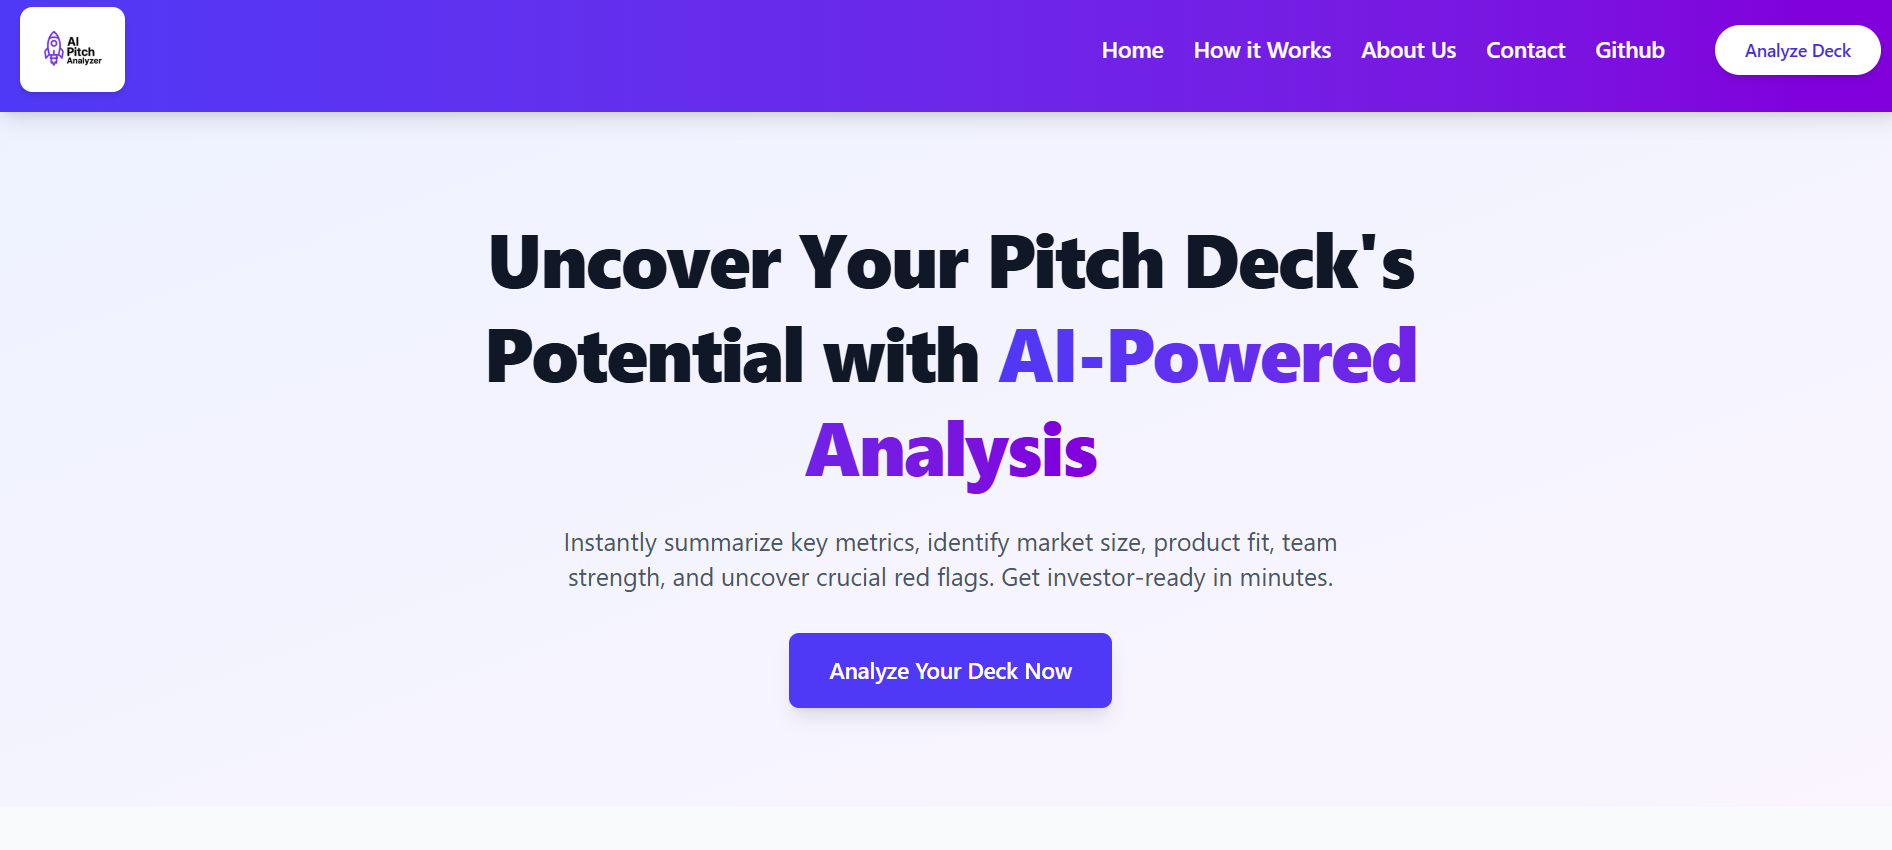 AI
Pitch
Analyzer
Home How it Works About Us Contact Github Analyze Deck
Uncover Your Pitch Deck's
Potential with AI-Powered
Analysis
Instantly summarize key metrics, identify market size, product fit, team
strength, and uncover crucial red flags. Get investor-ready in minutes.
Analyze Your Deck Now